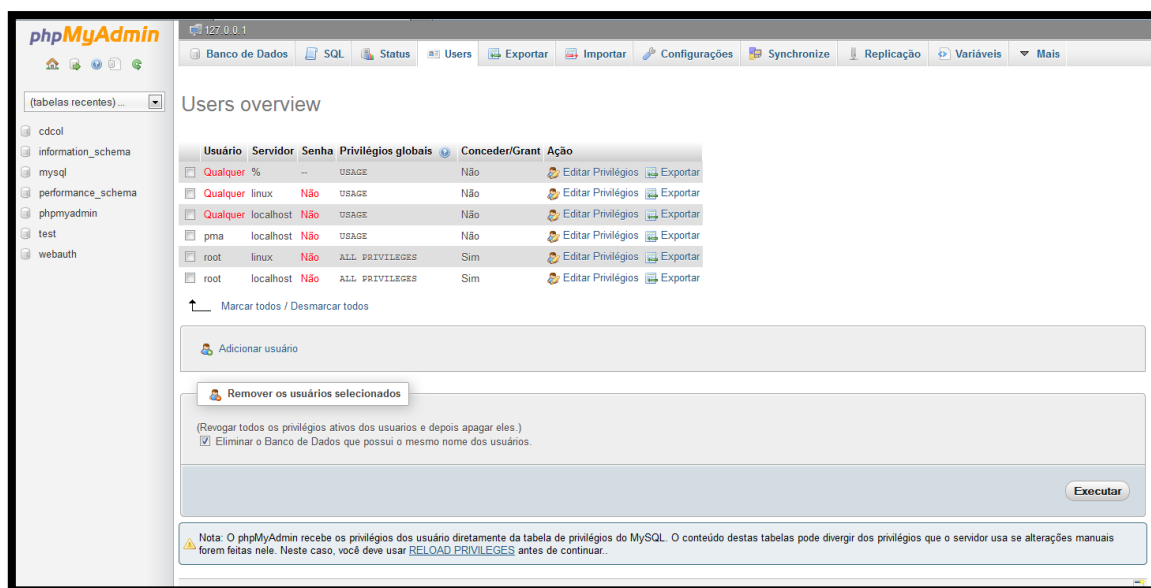 phpMyAdmin
127.0.0.1
Banco de Dados SQL Status Users Exportar Importar Configurações Synchronize Replicação Variáveis Mais
(tabelas recentes) ...
cdcol
information_schema
mysql
performance_schema
phpmyadmin
test
webauth
Users overview
Usuário Servidor Senha Privilégios globais Conceder/Grant Ação
Qualquer % -- USAGE Não Editar Privilégios Exportar
Qualquer linux Não USAGE Não Editar Privilégios Exportar
Qualquer localhost Não USAGE Não Editar Privilégios Exportar
pma localhost Não USAGE Não Editar Privilégios Exportar
root linux Não ALL PRIVILEGES Sim Editar Privilégios Exportar
root localhost Não ALL PRIVILEGES Sim Editar Privilégios Exportar
Marcar todos / Desmarcar todos
Adicionar usuário
Remover os usuários selecionados
(Revogar todos os privilégios ativos dos usuarios e depois apagar eles.)
Eliminar o Banco de Dados que possui o mesmo nome dos usuários.
Executar
Nota: O phpMyAdmin recebe os privilégios dos usuário diretamente da tabela de privilégios do MySQL. O conteúdo destas tabelas pode divergir dos privilégios que o servidor usa se alterações manuais
forem feitas nele. Neste caso, você deve usar RELOAD PRIVILEGES antes de continuar..